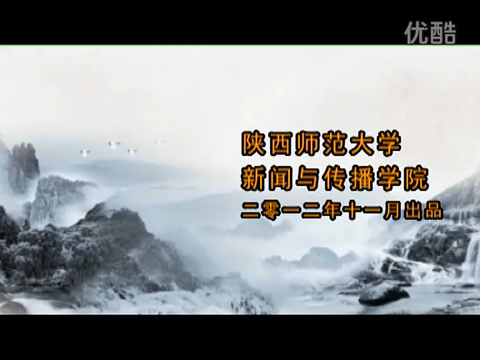 优酷
陕西师范大学
新闻与传播学院
二零一二年十一月出品